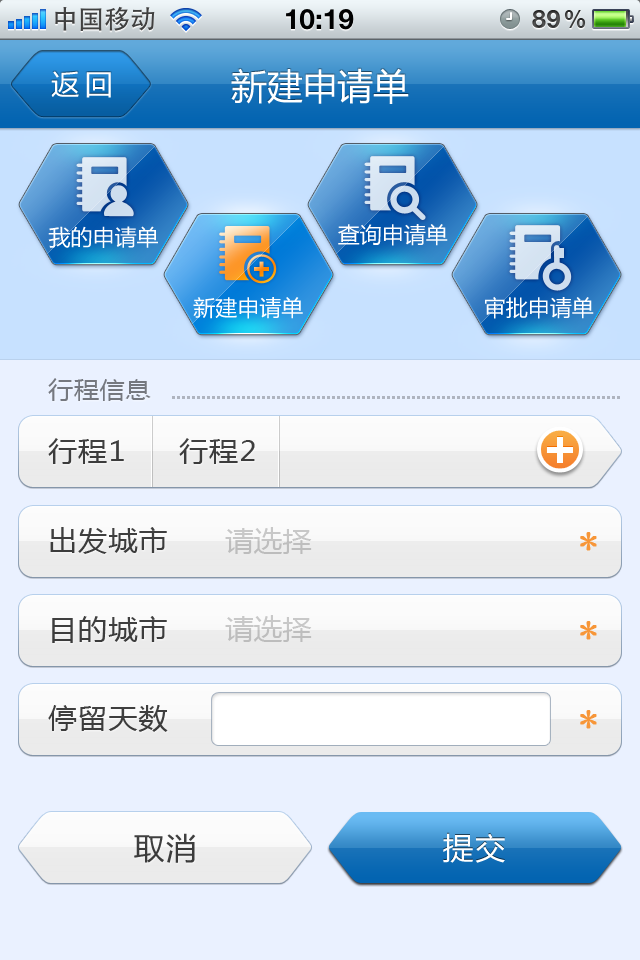 中国移动 10:19 89%
返回 新建申请单
我的申请单
查询申请单
新建申请单
审批申请单
行程信息
行程1 行程2
出发城市 请选择 *
目的城市 请选择 *
停留天数 *
取消 提交